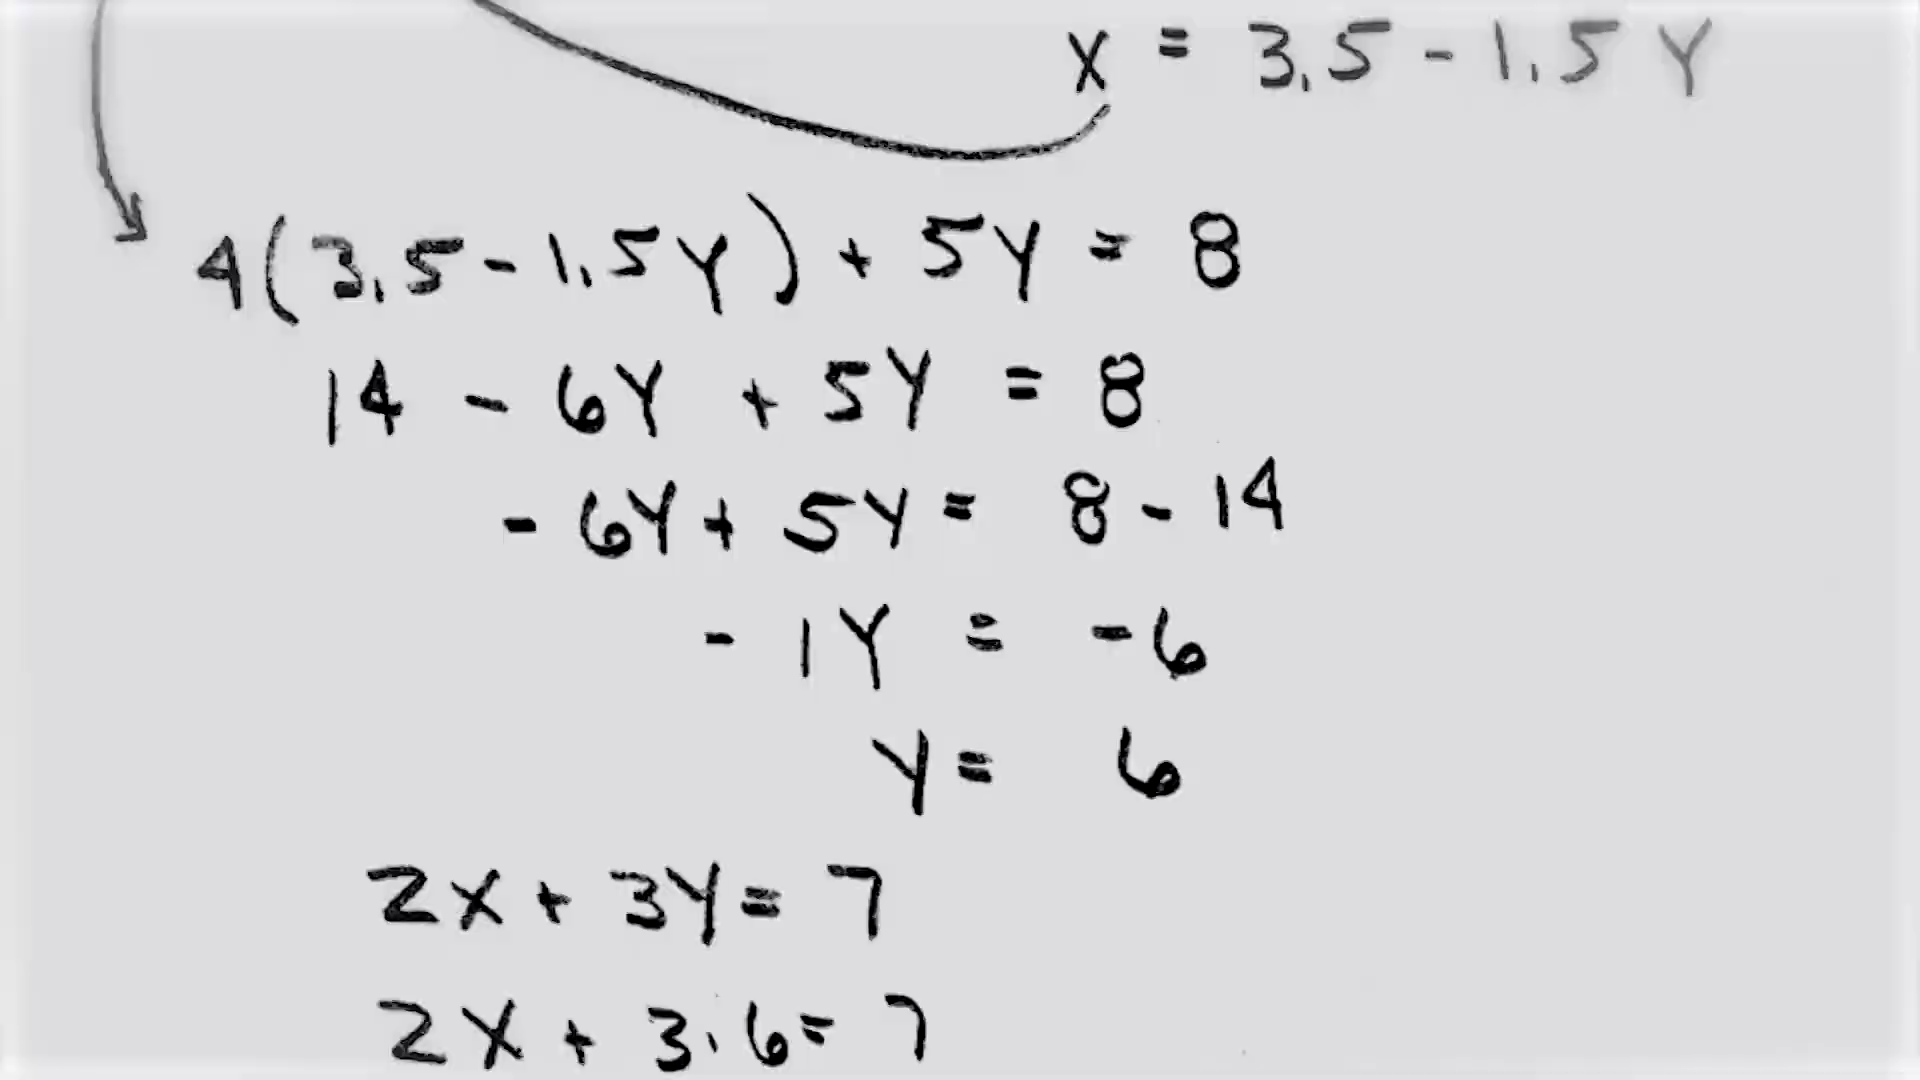 X = 3.5 - 1.5Y
4(3.5 - 1.5Y) + 5Y = 8
14 - 6Y + 5Y = 8
- 6Y + 5Y = 8 - 14
- 1Y = -6
Y = 6
2X + 3Y = 7
2X + 3·6 = 7